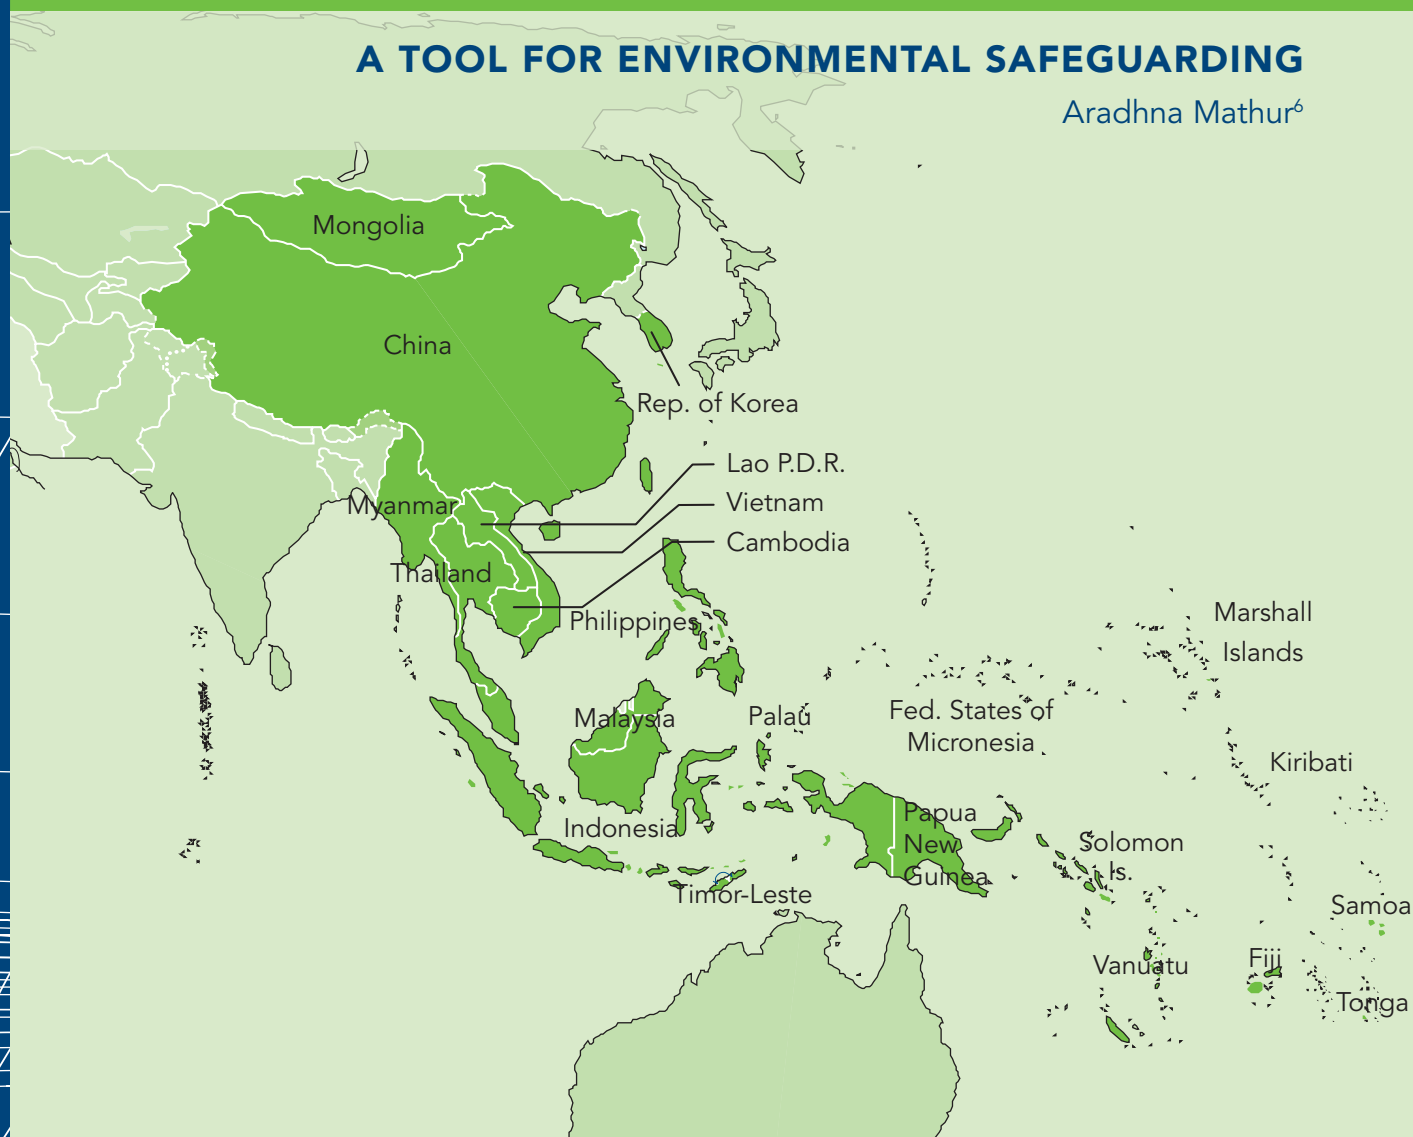 A TOOL FOR ENVIRONMENTAL SAFEGUARDING
Aradhna Mathur6
Mongolia
China
Rep. of Korea
Lao P.D.R.
Myanmar
Vietnam
Cambodia
Thailand
Philippines
Marshall
Islands
Malaysia
Palau
Fed. States of
Micronesia
Kiribati
Indonesia
Papua
New
Guinea
Solomon
Is.
Timor-Leste
Samoa
Vanuatu
Fiji
Tonga